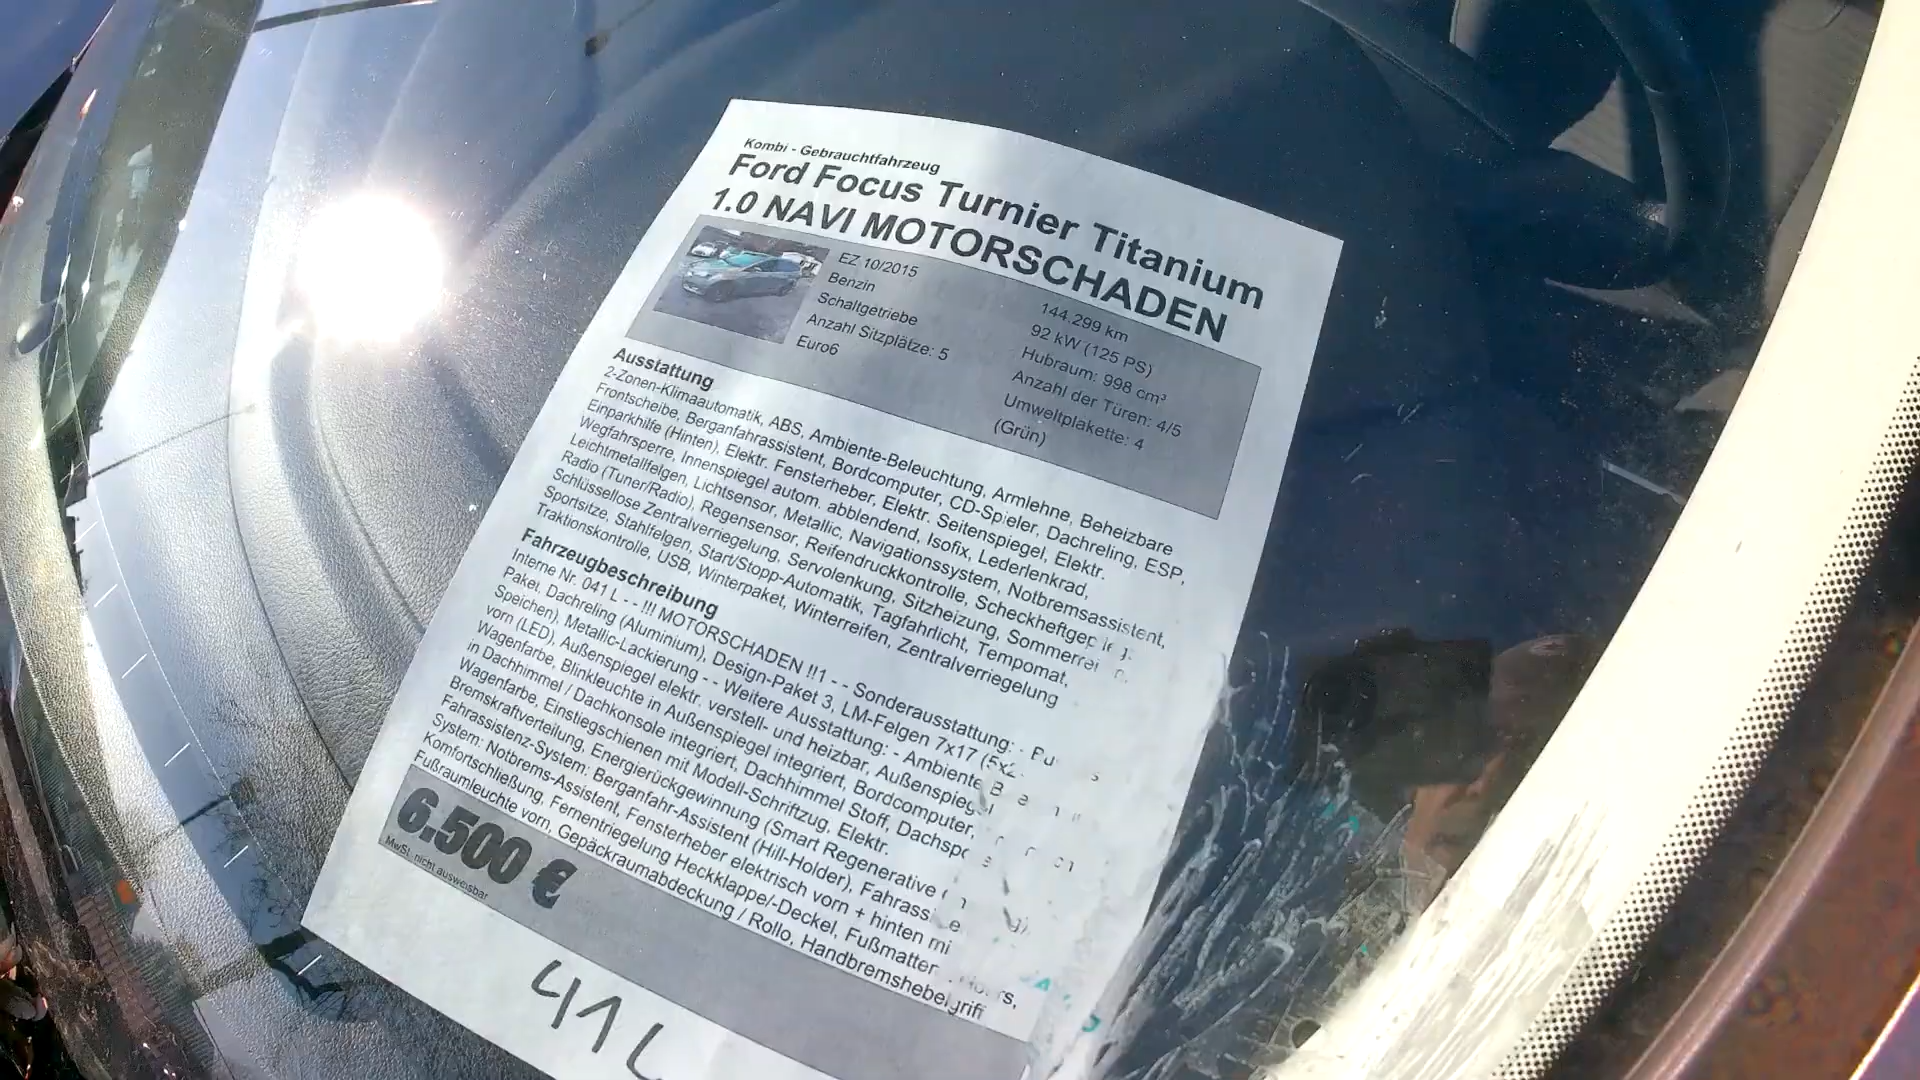 Kombi - Gebrauchtfahrzeug
Ford Focus Turnier Titanium
1.0 NAVI MOTORSCHADEN
EZ 10/2015
Benzin
Schaltgetriebe
Anzahl Sitzplätze: 5
Euro6
144.299 km
92 kW (125 PS)
Hubraum: 998 cm³
Anzahl der Türen: 4/5
Umweltplakette: 4
(Grün)
Ausstattung
2-Zonen-Klimaautomatik, ABS, Ambiente-Beleuchtung, Armlehne, Beheizbare
Frontscheibe, Berganfahrassistent, Bordcomputer, CD-Spieler, Dachreling, ESP,
Einparkhilfe (Hinten), Elektr. Fensterheber, Elektr. Seitenspiegel, Elektr.
Wegfahrsperre, Innenspiegel autom. abblendend, Isofix, Lederlenkrad,
Leichtmetallfelgen, Lichtsensor, Metallic, Navigationssystem, Notbremsassistent,
Radio (Tuner/Radio), Regensensor, Reifendruckkontrolle,
Schlüssellose Zentralverriegelung, Servolenkung, Sitzheizung,
Sportsitze, Stahlfelgen, Start/Stopp-Automatik, Tagfahrlicht, Tempomat,
Traktionskontrolle, USB, Winterpaket, Winterreifen, Zentralverriegelung
Fahrzeugbeschreibung
Interne Nr. 041 L - - !!! MOTORSCHADEN !!1 - - Sonderausstattung: -
Paket, Dachreling (Aluminium), Design-Paket 3, LM-Felgen 7x17
Speichen), Metallic-Lackierung - - Weitere Ausstattung: - Ambiente
vorn (LED), Außenspiegel elektr. verstell- und heizbar,
Wagenfarbe, Blinkleuchte in Außenspiegel integriert, Bordcomputer,
in Dachhimmel / Dachkonsole integriert, Dachhimmel Stoff,
Wagenfarbe, Einstiegschienen mit Modell-Schriftzug, Elektr.
Bremskraftverteilung, Energierückgewinnung (Smart Regenerative
Fahrassistenz-System: Berganfahr-Assistent (Hill-Holder),
System: Notbrems-Assistent, Fensterheber elektrisch vorn + hinten
Komfortschließung, Fernentriegelung Heckklappe/-Deckel,
Fußraumleuchte vorn, Gepäckraumabdeckung / Rollo, Handbremshebelgriff
6.500 €
MwSt. nicht ausweisbar
41 L